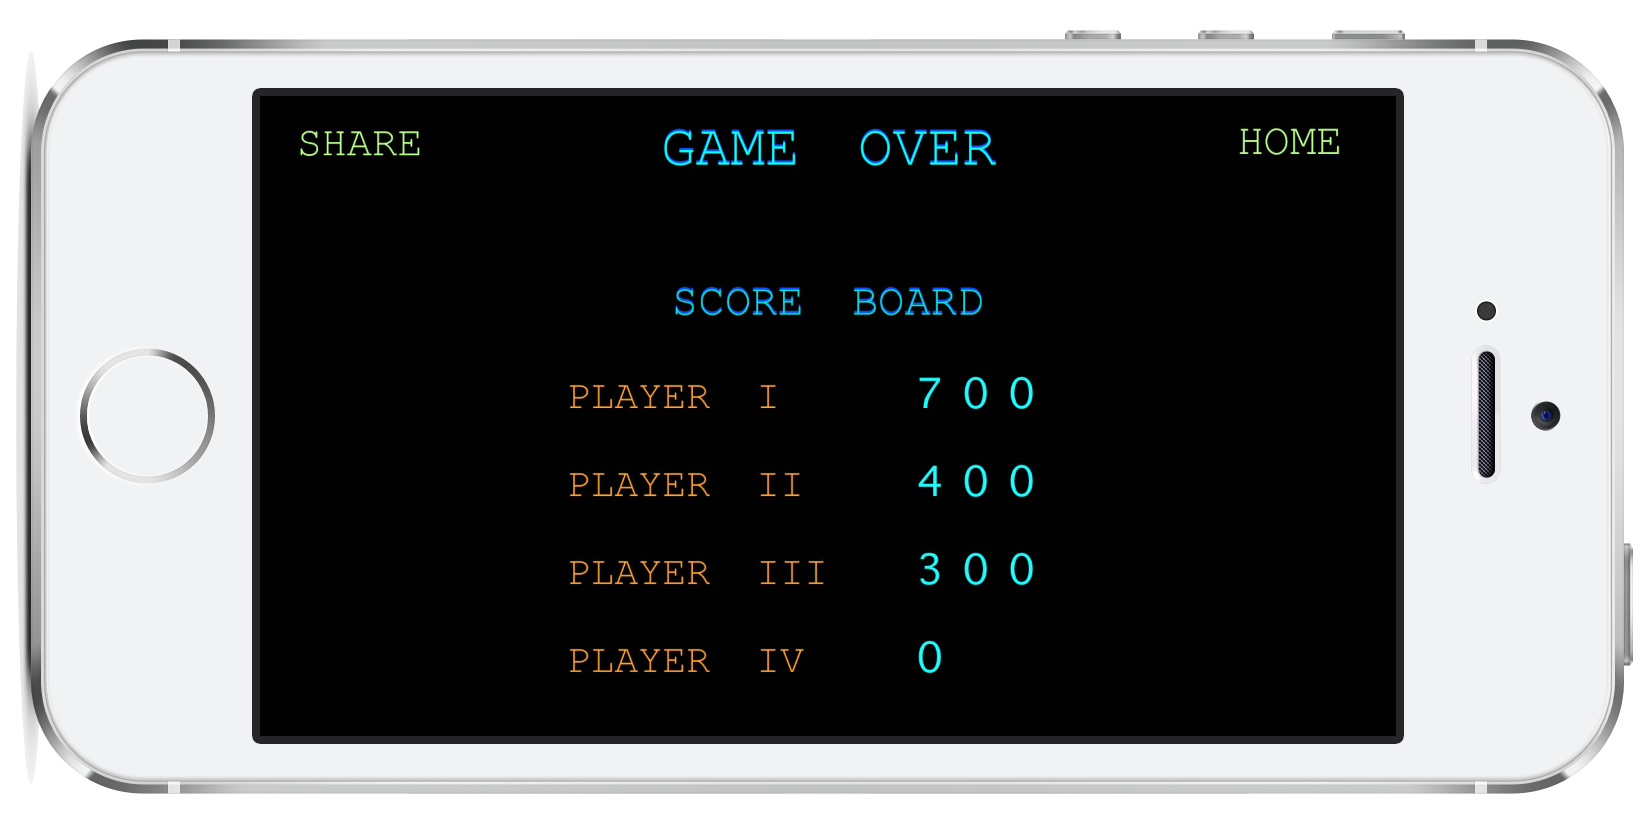 SHARE GAME OVER HOME
SCORE BOARD
PLAYER I 700
PLAYER II 400
PLAYER III 300
PLAYER IV 0